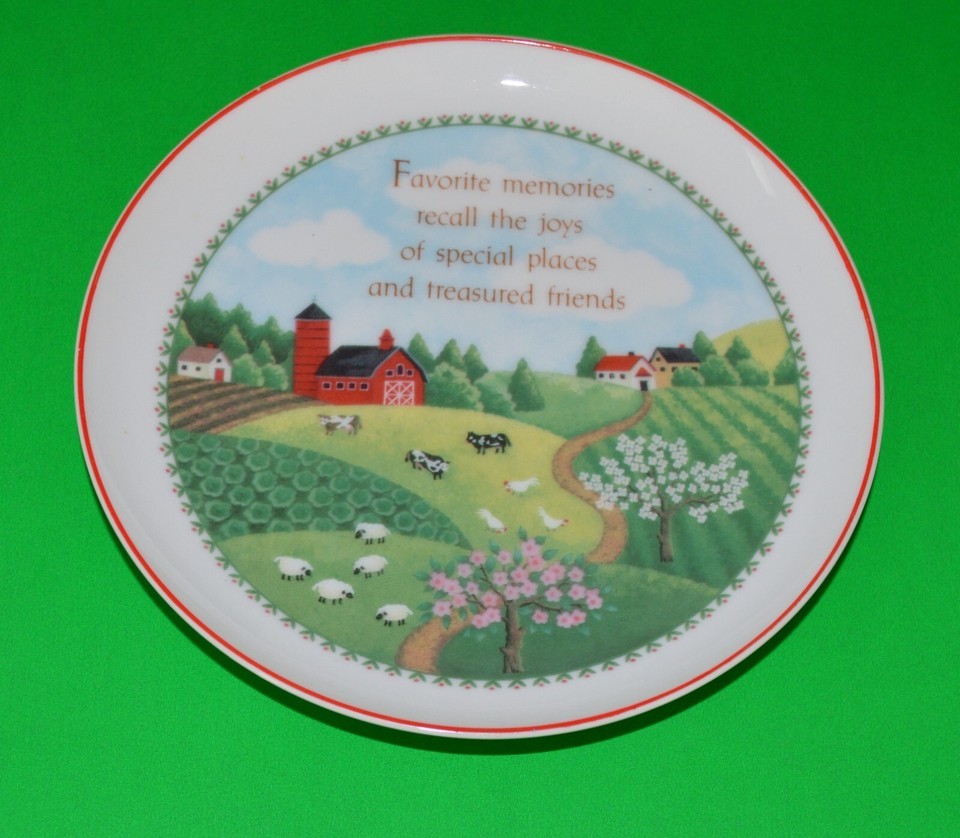 Favorite memories
recall the joys
of special places
and treasured friends